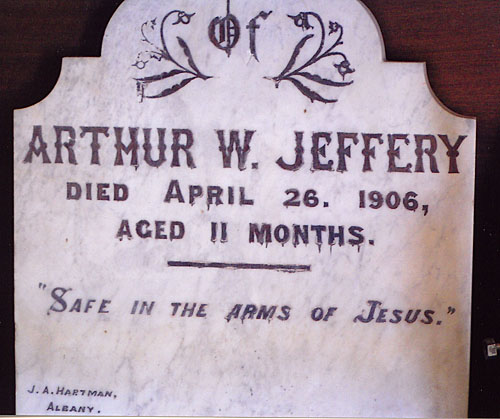 Of
ARTHUR W. JEFFERY
DIED APRIL 26. 1906,
AGED 11 MONTHS.
"SAFE IN THE ARMS OF JESUS."
J. A. HARTMAN,
ALBANY.